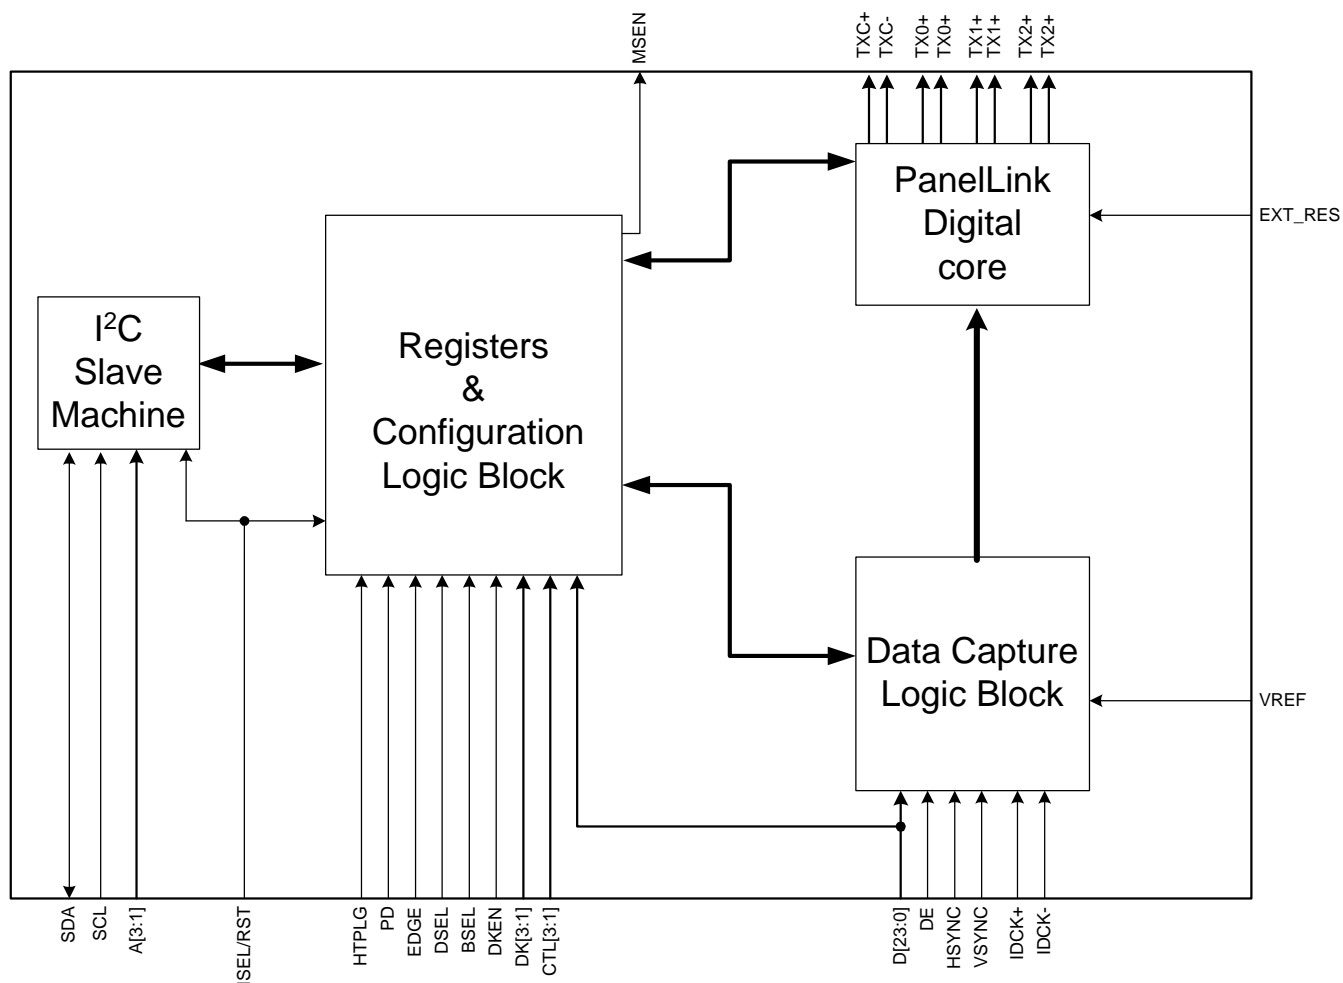 MSEN
TXC+
TXC-
TX0+
TX0+
TX1+
TX1+
TX2+
TX2+
PanelLink
Digital
core
EXT_RES
I²C
Slave
Machine
Registers
&
Configuration
Logic Block
Data Capture
Logic Block
VREF
SDA
SCL
A[3:1]
ISEL/RST
HTPLG
PD
EDGE
DSEL
BSEL
DKEN
DK[3:1]
CTL[3:1]
D[23:0]
DE
HSYNC
VSYNC
IDCK+
IDCK-